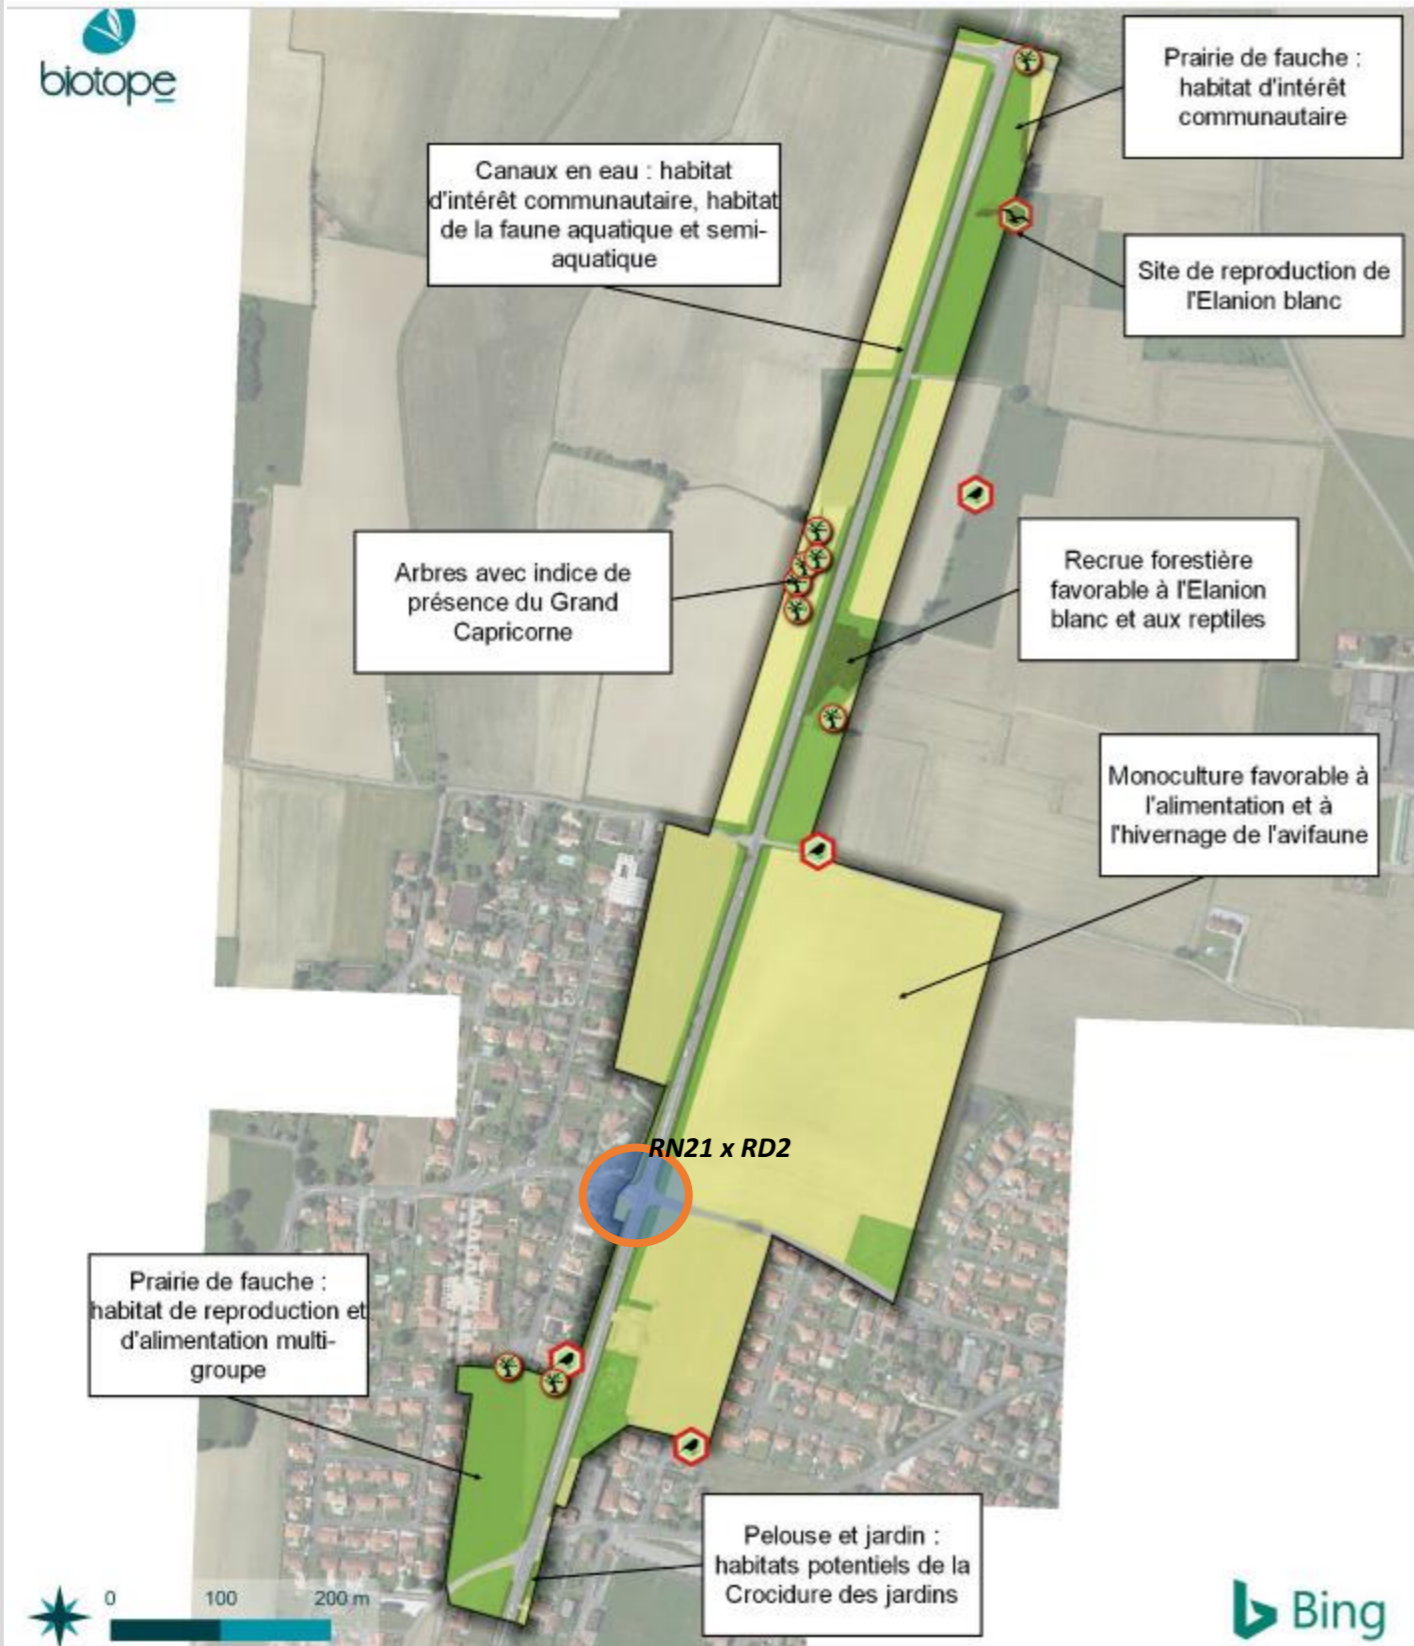 biotope
Prairie de fauche :
habitat d'intérêt
communautaire
Canaux en eau : habitat
d'intérêt communautaire, habitat
de la faune aquatique et semi-
aquatique
Site de reproduction de
l'Elanion blanc
Arbres avec indice de
présence du Grand
Capricorne
Recrue forestière
favorable à l'Elanion
blanc et aux reptiles
Monoculture favorable à
l'alimentation et à
l'hivernage de l'avifaune
RN21 x RD2
Prairie de fauche :
habitat de reproduction et
d'alimentation multi-
groupe
Pelouse et jardin :
habitats potentiels de la
Crocidure des jardins
0 100 200 m
Bing